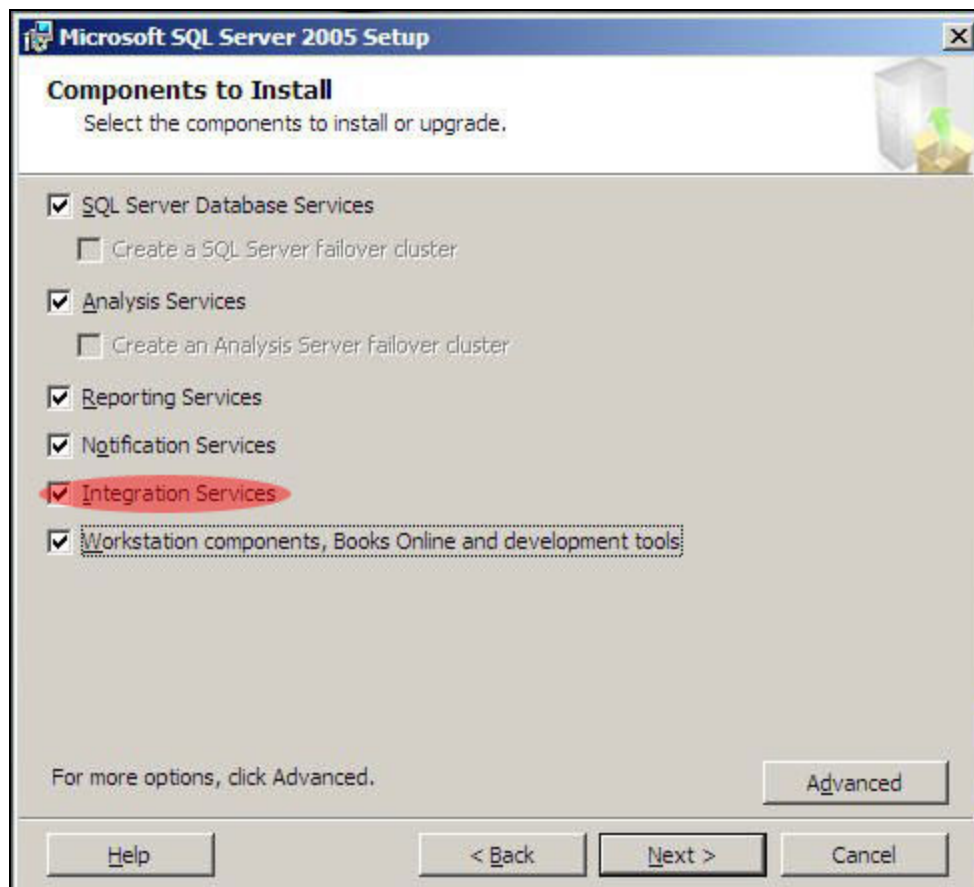 Microsoft SQL Server 2005 Setup
Components to Install
Select the components to install or upgrade.
SQL Server Database Services
Create a SQL Server failover cluster
Analysis Services
Create an Analysis Server failover cluster
Reporting Services
Notification Services
Integration Services
Workstation components, Books Online and development tools
For more options, click Advanced.
Advanced
Help
< Back
Next >
Cancel